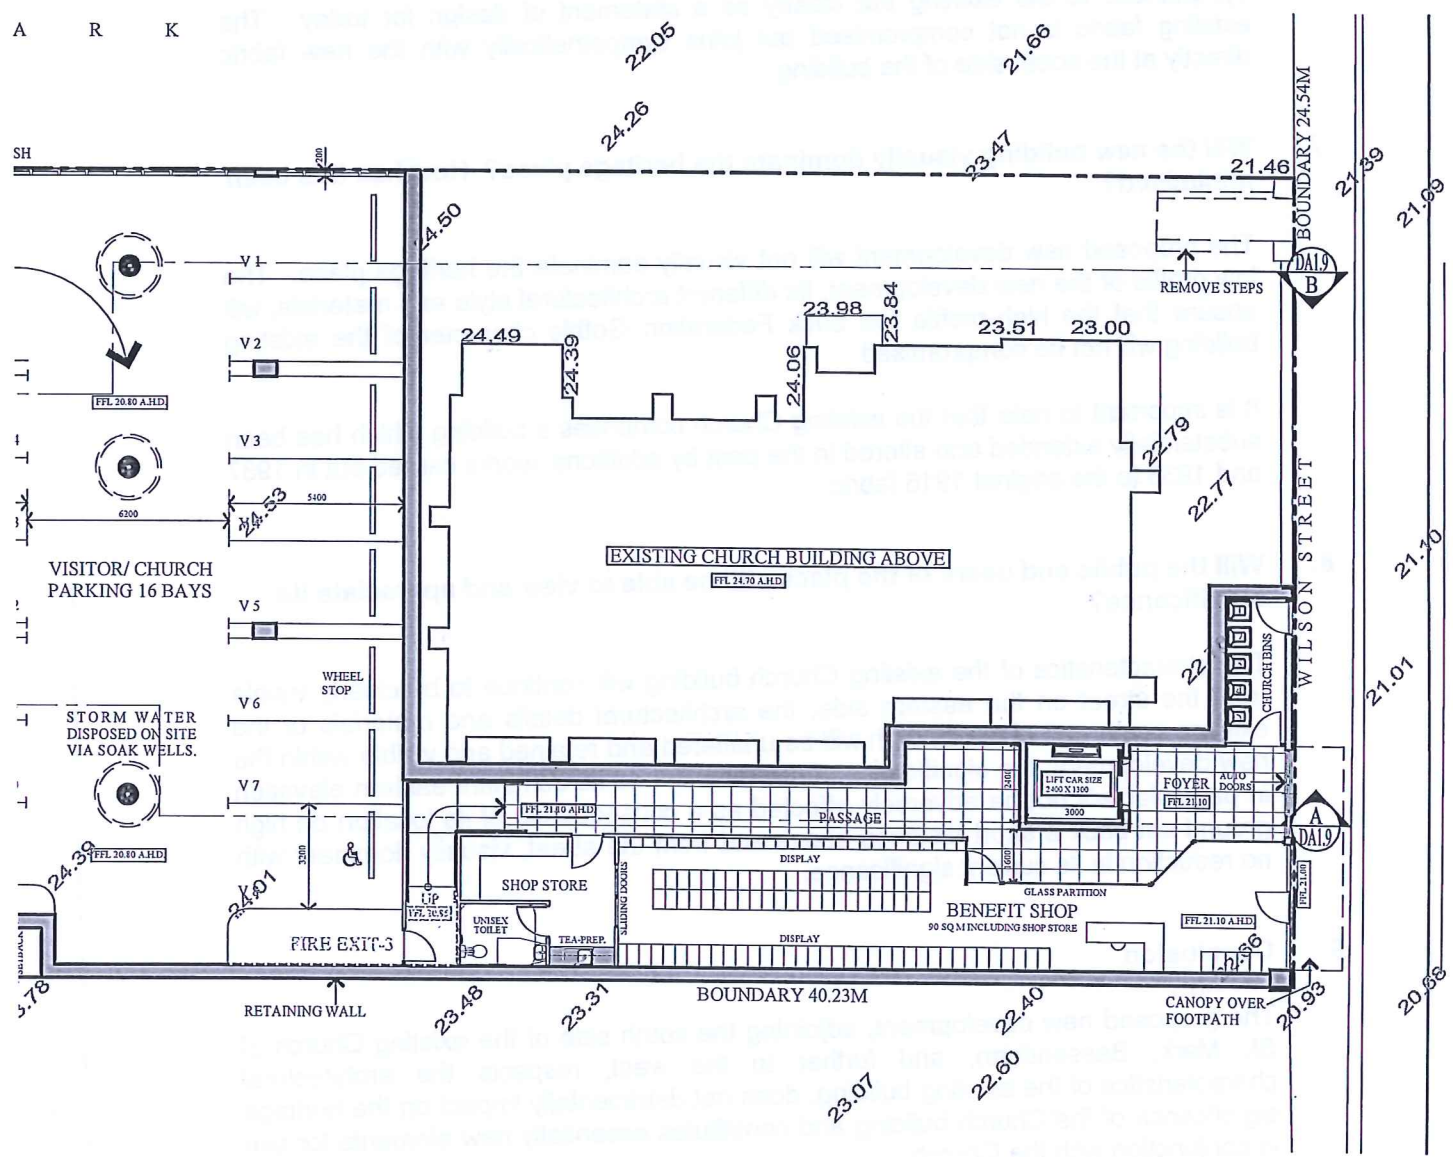 A R K
22.05
21.66
24.26
23.47
BOUNDARY 24.54M
SH
200
21.46
21.39
21.09
24.50
V 1
DA1.9
B
REMOVE STEPS
23.98
23.84
24.49
24.39
24.06
23.51
23.00
V 2
FFL 20.80 A.H.D.
V 3
22.79
22.77
5400
6200
24.53
EXISTING CHURCH BUILDING ABOVE
FFL 24.70 A.H.D
WILSON STREET
21.10
VISITOR/ CHURCH
PARKING 16 BAYS
V 5
CHURCH BINS
WHEEL
STOP
21.01
V 6
STORM WATER
DISPOSED ON SITE
VIA SOAK WELLS.
V 7
2400
LIFT CAR SIZE
2400 X 1300
3000
FOYER
FFL 21.10
AUTO
DOORS
FFL 21.10 A.H.D.
PASSAGE
A
DA1.9
3200
FFL 20.80 A.H.D.
24.39
24.01
UP
SHOP STORE
SLIDING DOORS
DISPLAY
1600
GLASS PARTITION
BENEFIT SHOP
90 SQ M INCLUDING SHOP STORE
FFL 21.10 A.H.D.
UNISEX
TOILET
TEA-PREP.
DISPLAY
FIRE EXIT-3
22.66
RETAINING WALL
BOUNDARY 40.23M
CANOPY OVER
FOOTPATH
23.48
23.31
22.40
20.93
20.68
23.07
22.60